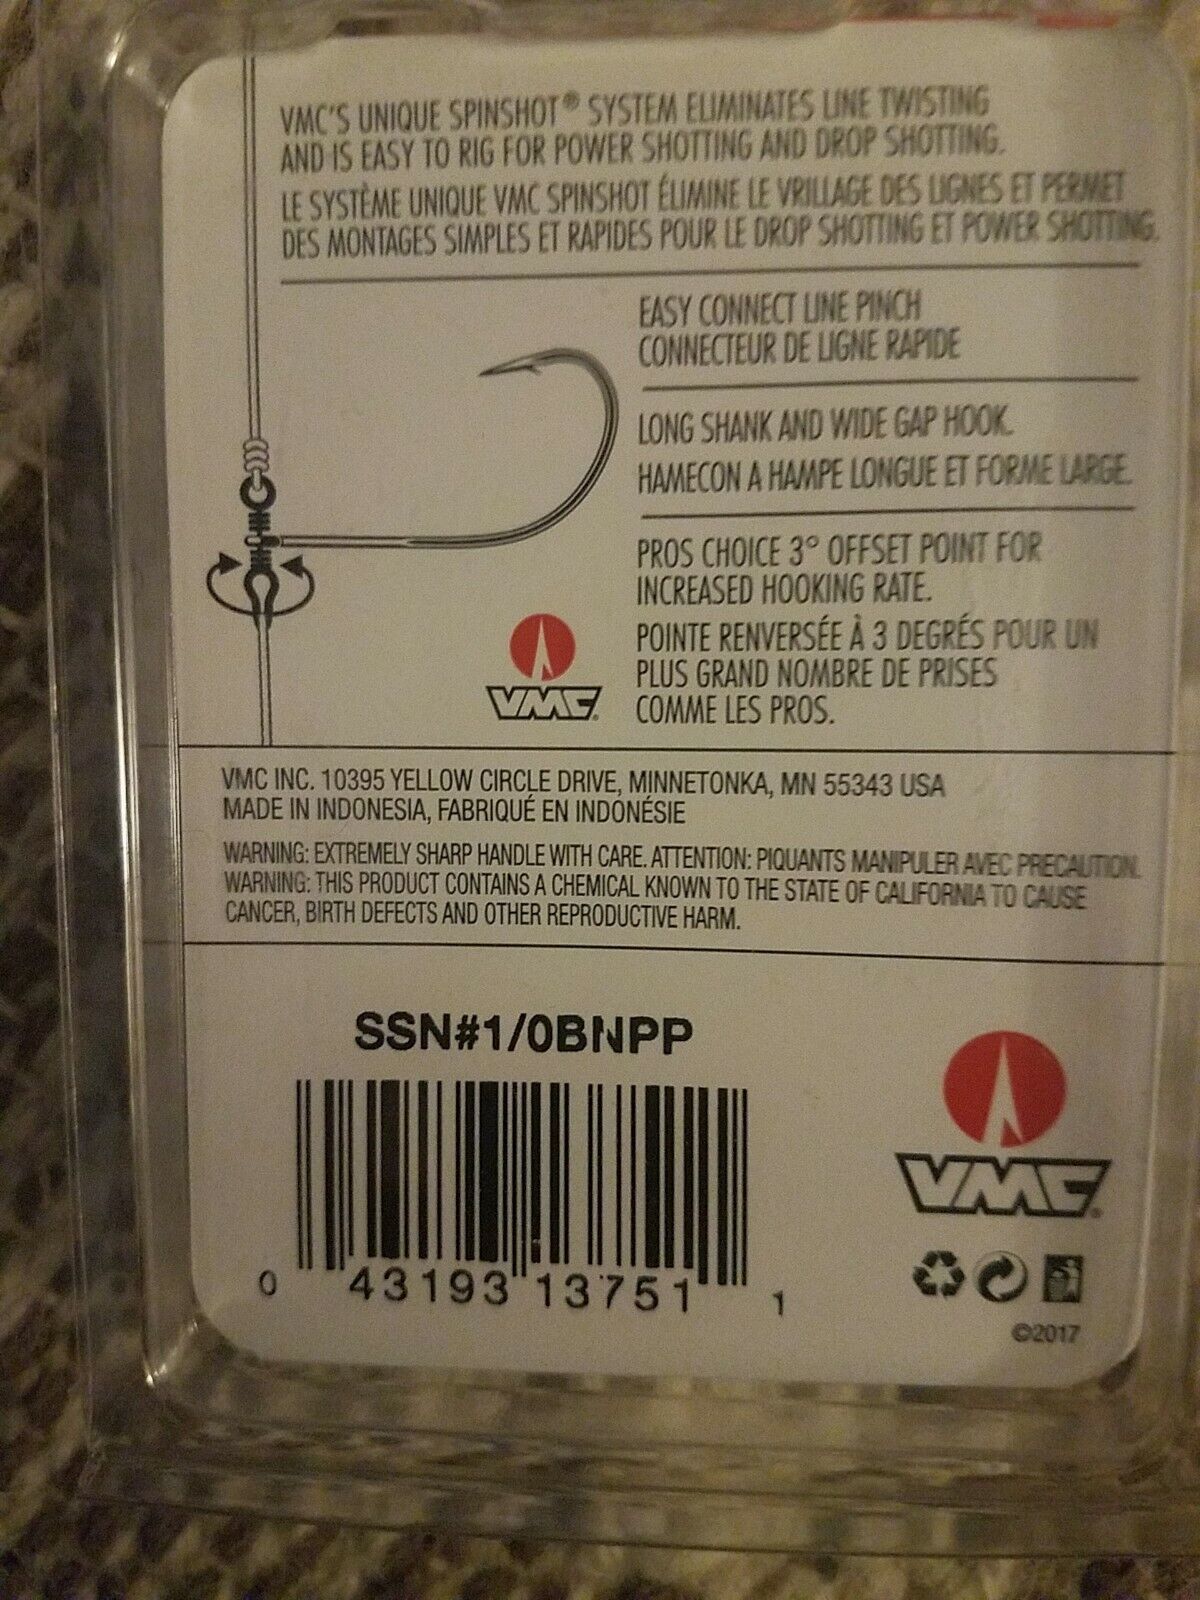 VMC'S UNIQUE SPINSHOT® SYSTEM ELIMINATES LINE TWISTING
AND IS EASY TO RIG FOR POWER SHOTTING AND DROP SHOTTING.
LE SYSTÈME UNIQUE VMC SPINSHOT ÉLIMINE LE VRILLAGE DES LIGNES ET PERMET
DES MONTAGES SIMPLES ET RAPIDES POUR LE DROP SHOTTING ET POWER SHOTTING.
EASY CONNECT LINE PINCH
CONNECTEUR DE LIGNE RAPIDE
LONG SHANK AND WIDE GAP HOOK.
HAMECON A HAMPE LONGUE ET FORME LARGE.
PROS CHOICE 3° OFFSET POINT FOR
INCREASED HOOKING RATE.
POINTE RENVERSÉE À 3 DEGRÉS POUR UN
PLUS GRAND NOMBRE DE PRISES
COMME LES PROS.
VMC®
VMC INC. 10395 YELLOW CIRCLE DRIVE, MINNETONKA, MN 55343 USA
MADE IN INDONESIA, FABRIQUÉ EN INDONÉSIE
WARNING: EXTREMELY SHARP HANDLE WITH CARE. ATTENTION: PIQUANTS MANIPULER AVEC PRECAUTION.
WARNING: THIS PRODUCT CONTAINS A CHEMICAL KNOWN TO THE STATE OF CALIFORNIA TO CAUSE
CANCER, BIRTH DEFECTS AND OTHER REPRODUCTIVE HARM.
SSN#1/0BNPP
0 43193 13751 1
VMC®
©2017